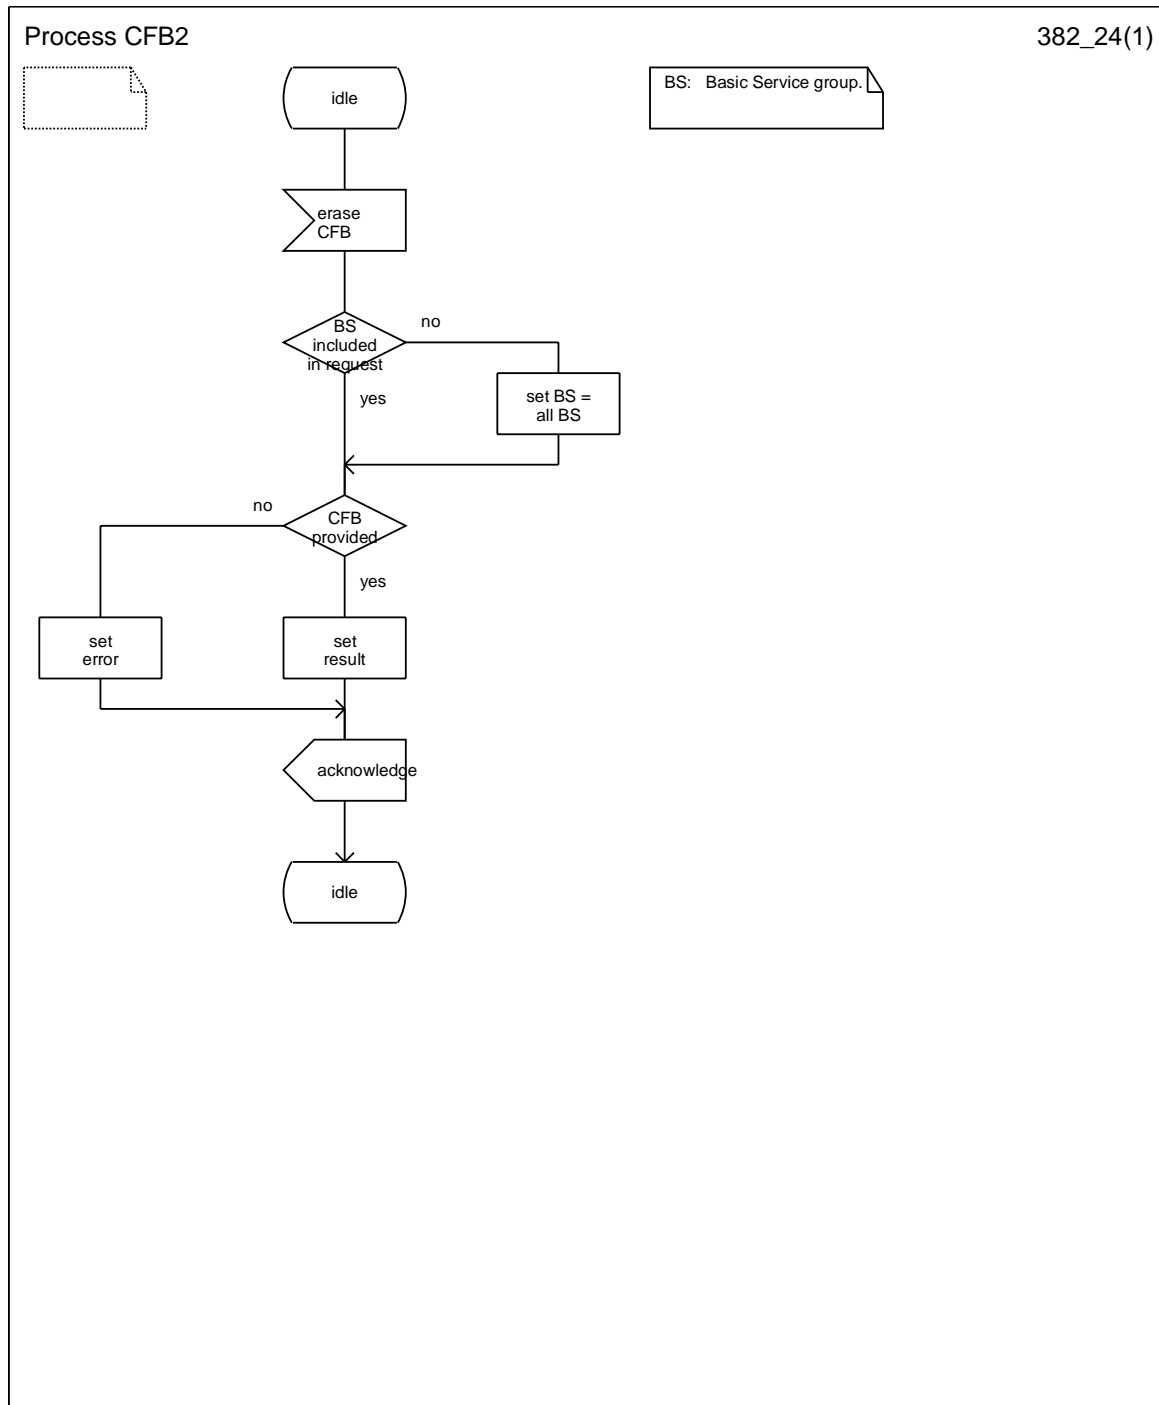 Process CFB2
382_24(1)
idle
BS: Basic Service group.
erase
CFB
BS
included
in request
no
yes
set BS =
all BS
no
CFB
provided
yes
set
error
set
result
acknowledge
idle